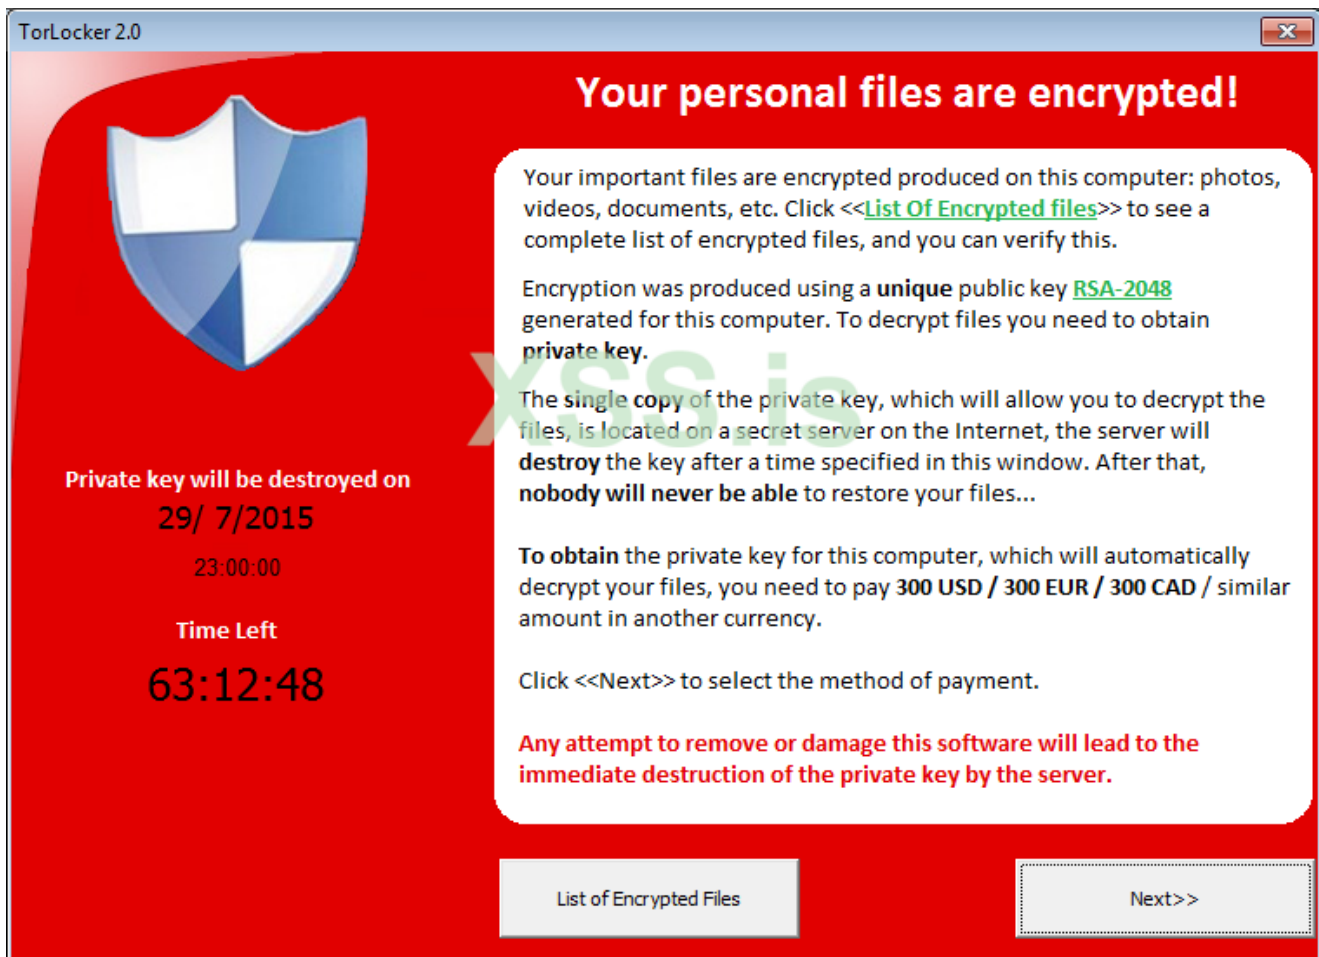 TorLocker 2.0
Your personal files are encrypted!
Your important files are encrypted produced on this computer: photos,
videos, documents, etc. Click <<List Of Encrypted files>> to see a
complete list of encrypted files, and you can verify this.
Encryption was produced using a unique public key RSA-2048
generated for this computer. To decrypt files you need to obtain
private key.
The single copy of the private key, which will allow you to decrypt the
files, is located on a secret server on the Internet, the server will
destroy the key after a time specified in this window. After that,
nobody will never be able to restore your files...
To obtain the private key for this computer, which will automatically
decrypt your files, you need to pay 300 USD / 300 EUR / 300 CAD / similar
amount in another currency.
Click <<Next>> to select the method of payment.
Any attempt to remove or damage this software will lead to the
immediate destruction of the private key by the server.
XSS.is
Private key will be destroyed on
29/ 7/2015
23:00:00
Time Left
63:12:48
List of Encrypted Files
Next>>